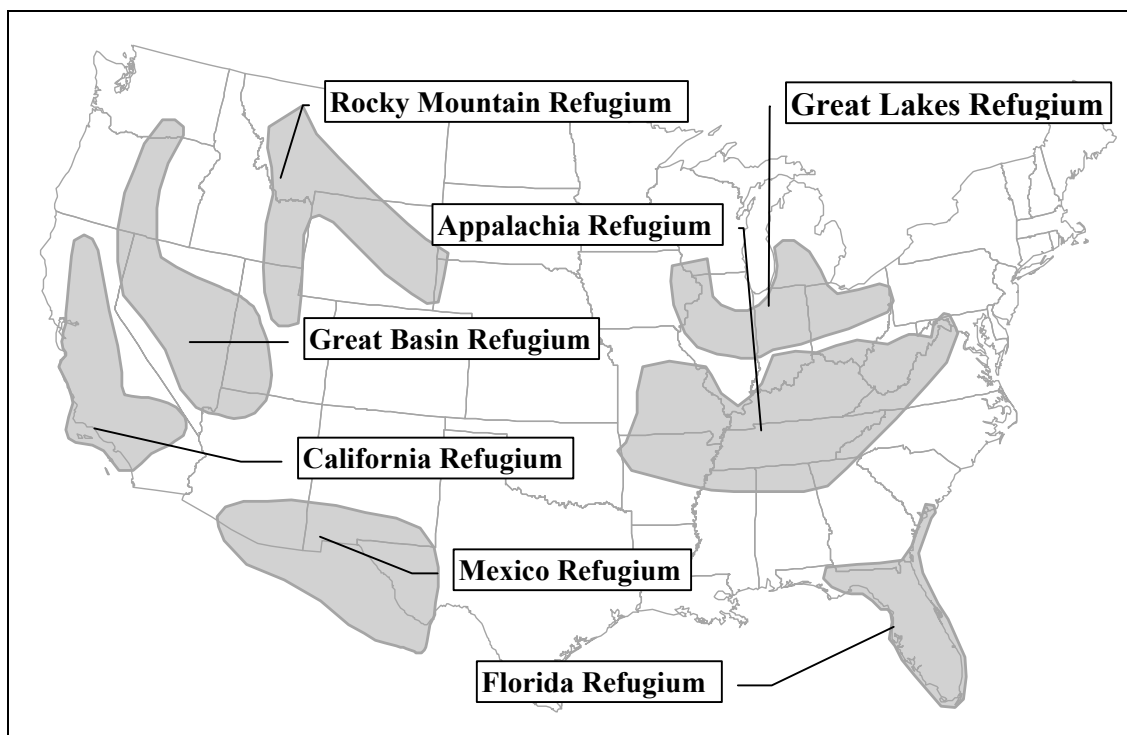 Rocky Mountain Refugium
Great Lakes Refugium
Appalachia Refugium
Great Basin Refugium
California Refugium
Mexico Refugium
Florida Refugium